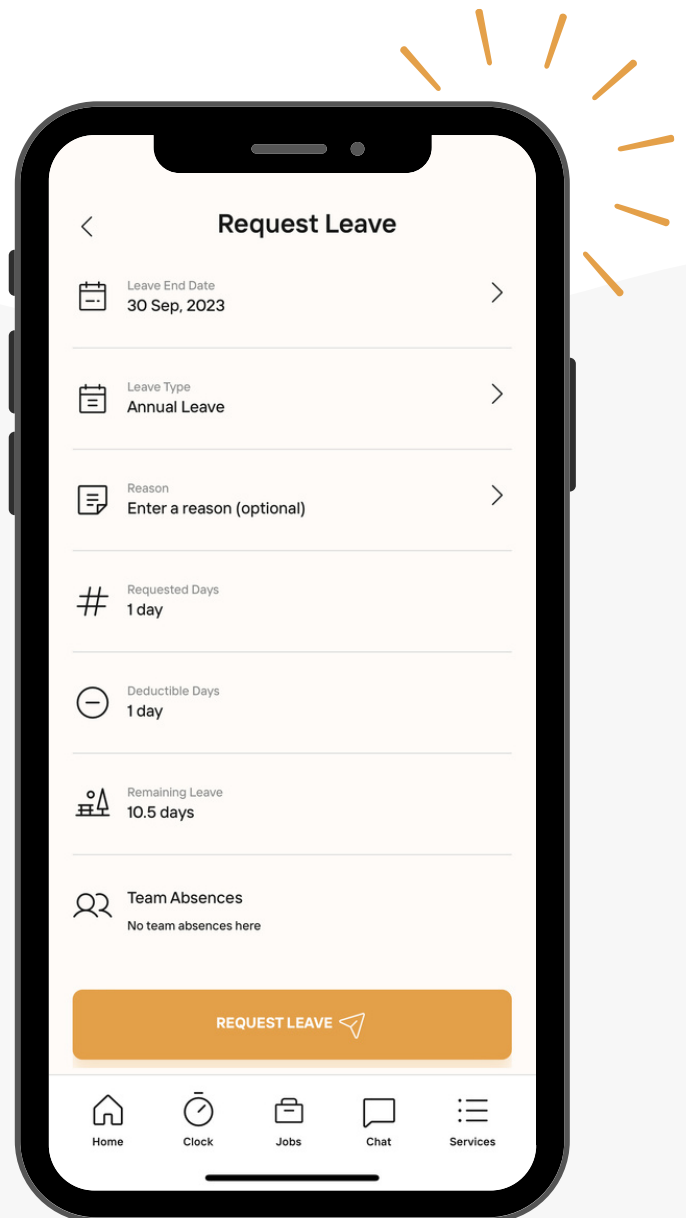 Request Leave
Leave End Date
30 Sep, 2023
Leave Type
Annual Leave
Reason
Enter a reason (optional)
Requested Days
1 day
Deductible Days
1 day
Remaining Leave
10.5 days
Team Absences
No team absences here
REQUEST LEAVE
Home
Clock
Jobs
Chat
Services